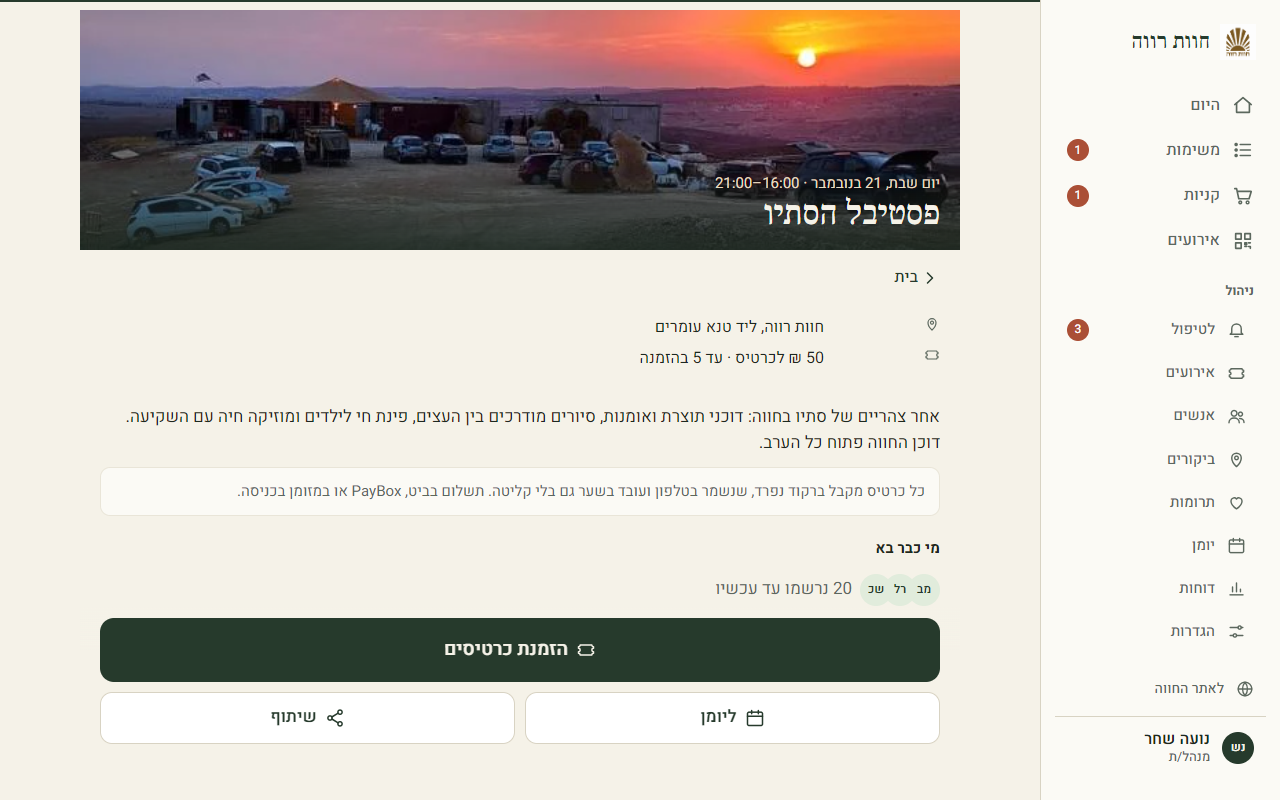 חוות רווה
היום
משימות 1
קניות 1
אירועים
ניהול
לטיפול 3
אירועים
אנשים
ביקורים
תרומות
יומן
דוחות
הגדרות
לאתר החווה
נש נועה שחר
מנהל/ת
יום שבת, 21 בנובמבר · 16:00–21:00
פסטיבל הסתיו
בית
חוות רווה, ליד טנא עומרים
50 ₪ לכרטיס · עד 5 בהזמנה
אחר צהריים של סתיו בחווה: דוכני תוצרת ואומנות, סיורים מודרכים בין העצים, פינת חי לילדים ומוזיקה חיה עם השקיעה.
דוכן החווה פתוח כל הערב.
כל כרטיס מקבל ברקוד נפרד, שנשמר בטלפון ועובד בשער גם בלי קליטה. תשלום בביט, PayBox או במזומן בכניסה.
מי כבר בא
מב רל שכ 20 נרשמו עד עכשיו
הזמנת כרטיסים
ליומן
שיתוף